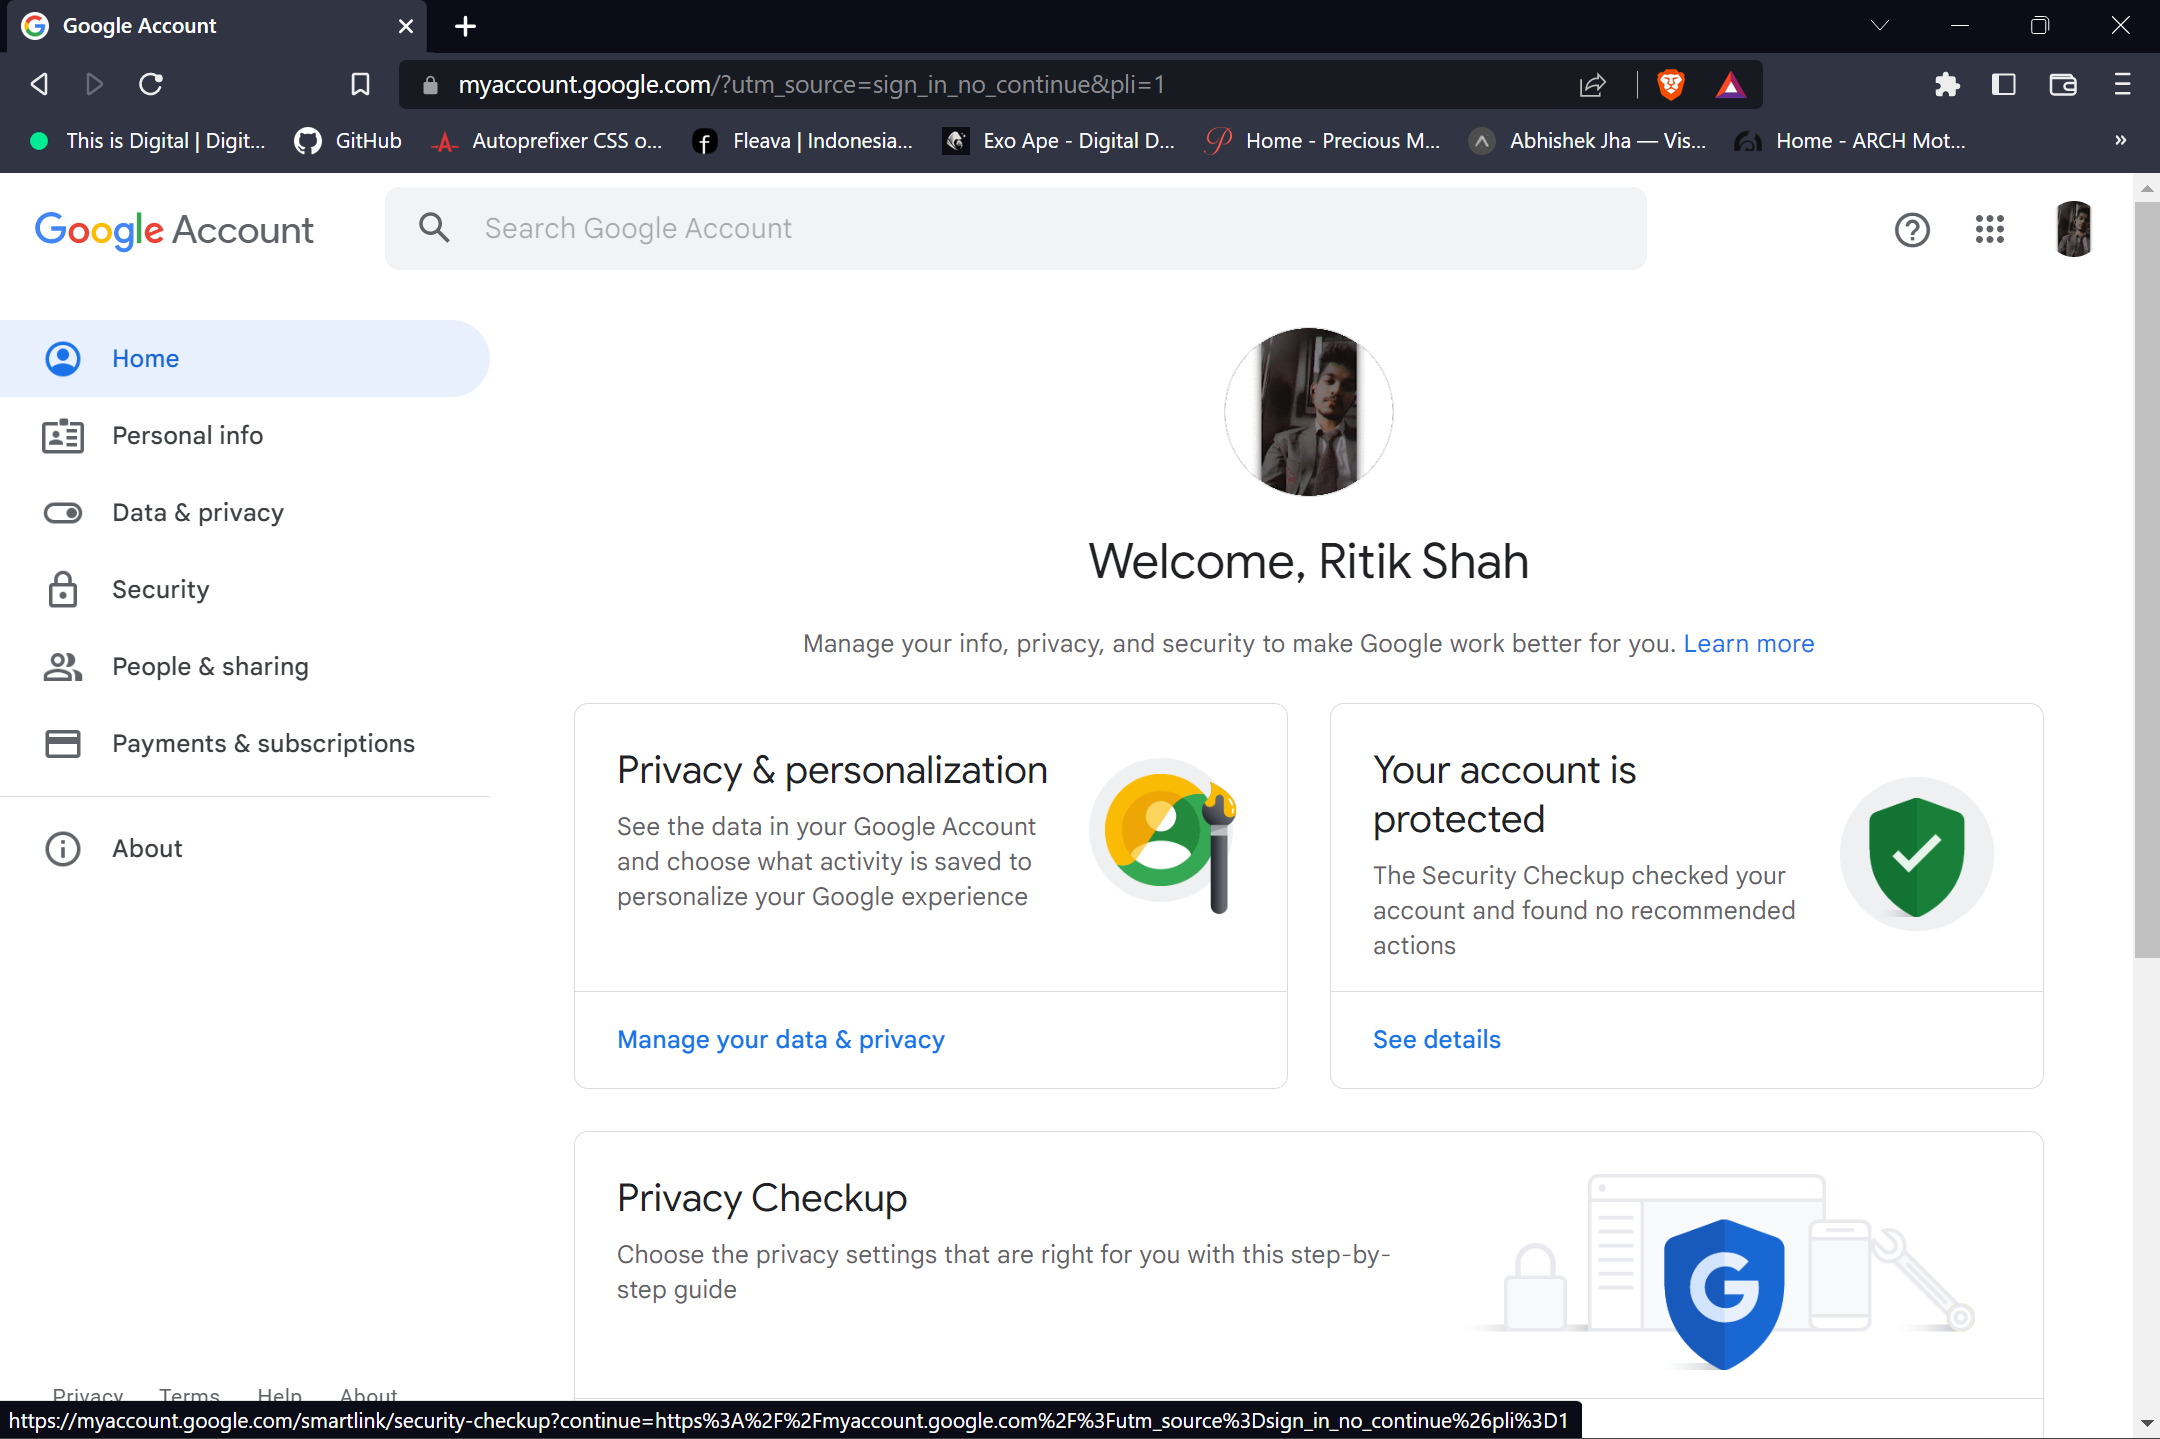 Google Account
myaccount.google.com/?utm_source=sign_in_no_continue&pli=1
This is Digital | Digit...
GitHub
Autoprefixer CSS o...
Fleava | Indonesia...
Exo Ape - Digital D...
Home - Precious M...
Abhishek Jha — Vis...
Home - ARCH Mot...
»
Google Account
Search Google Account
Home
Personal info
Data & privacy
Security
People & sharing
Payments & subscriptions
About
Welcome, Ritik Shah
Manage your info, privacy, and security to make Google work better for you. Learn more
Privacy & personalization
See the data in your Google Account
and choose what activity is saved to
personalize your Google experience
Manage your data & privacy
Your account is
protected
The Security Checkup checked your
account and found no recommended
actions
See details
Privacy Checkup
Choose the privacy settings that are right for you with this step-by-
step guide
Privacy Terms Help About
https://myaccount.google.com/smartlink/security-checkup?continue=https%3A%2F%2Fmyaccount.google.com%2F%3Futm_source%3Dsign_in_no_continue%26pli%3D1